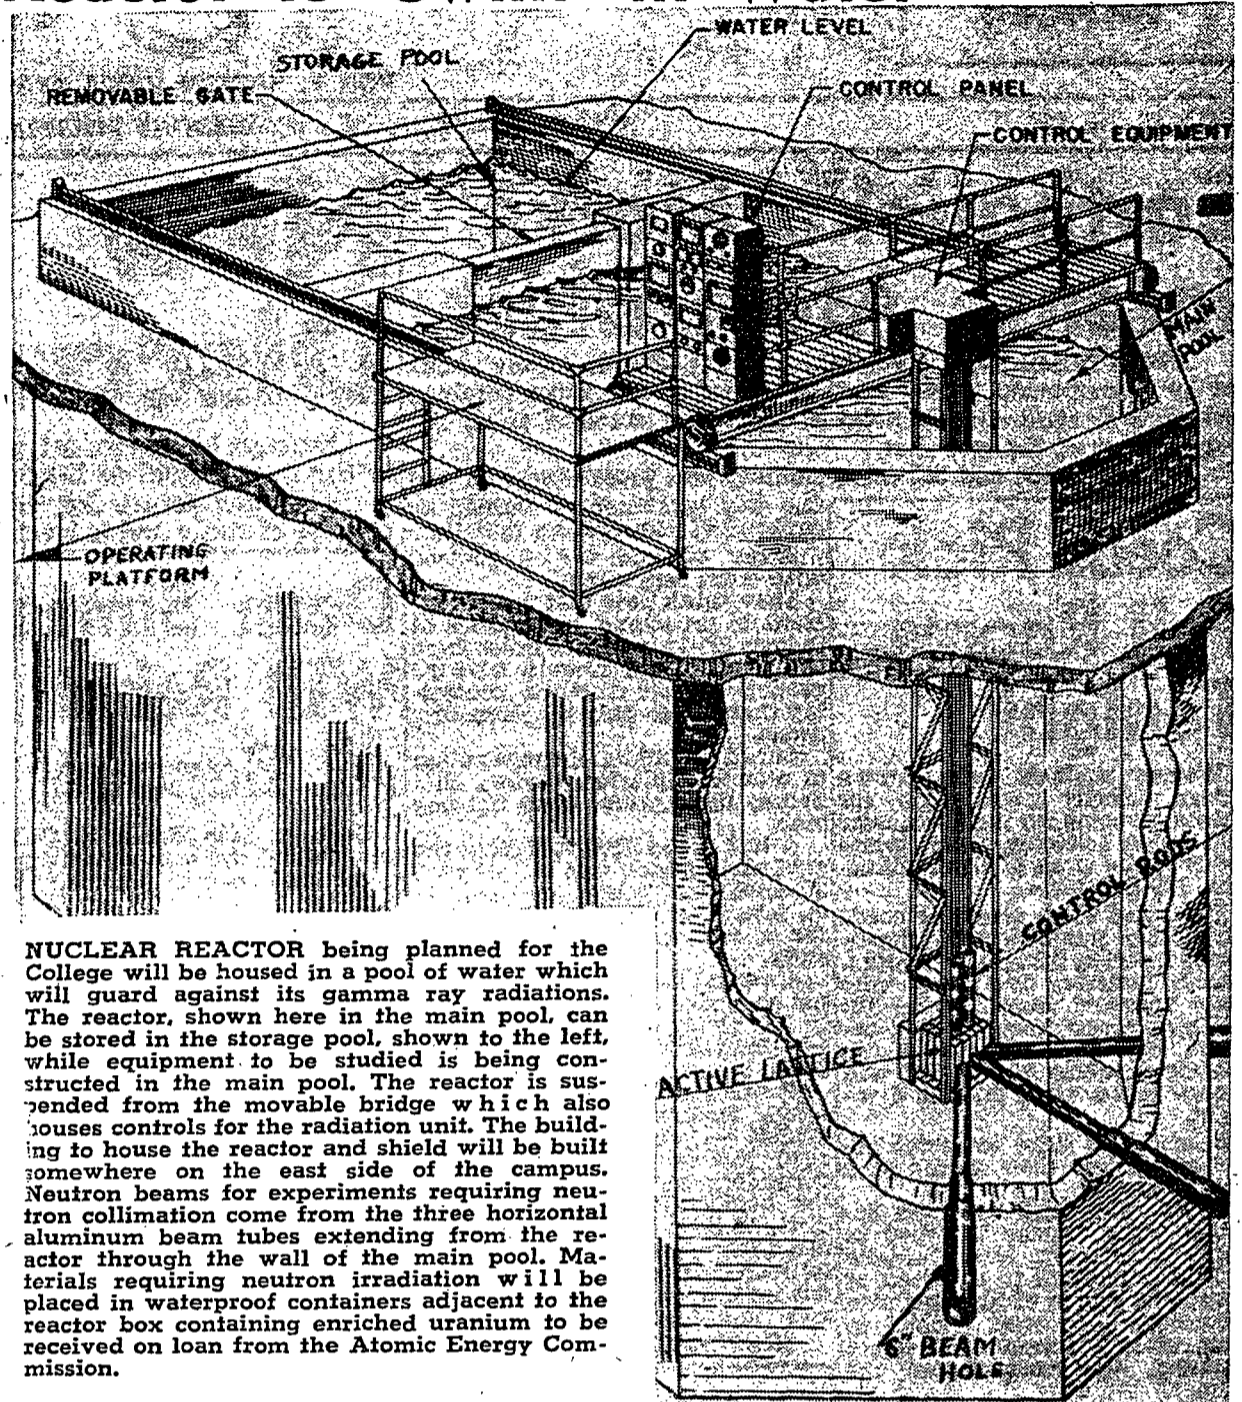 WATER LEVEL
STORAGE POOL
REMOVABLE GATE
CONTROL PANEL
CONTROL EQUIPMENT
MAIN POOL
OPERATING
PLATFORM
CONTROL RODS
ACTIVE LATTICE
6" BEAM
HOLE
NUCLEAR REACTOR being planned for the
College will be housed in a pool of water which
will guard against its gamma ray radiations.
The reactor, shown here in the main pool, can
be stored in the storage pool, shown to the left,
while equipment to be studied is being con-
structed in the main pool. The reactor is sus-
pended from the movable bridge which also
houses controls for the radiation unit. The build-
ing to house the reactor and shield will be built
somewhere on the east side of the campus.
Neutron beams for experiments requiring neu-
tron collimation come from the three horizontal
aluminum beam tubes extending from the re-
actor through the wall of the main pool. Ma-
terials requiring neutron irradiation will be
placed in waterproof containers adjacent to the
reactor box containing enriched uranium to be
received on loan from the Atomic Energy Com-
mission.